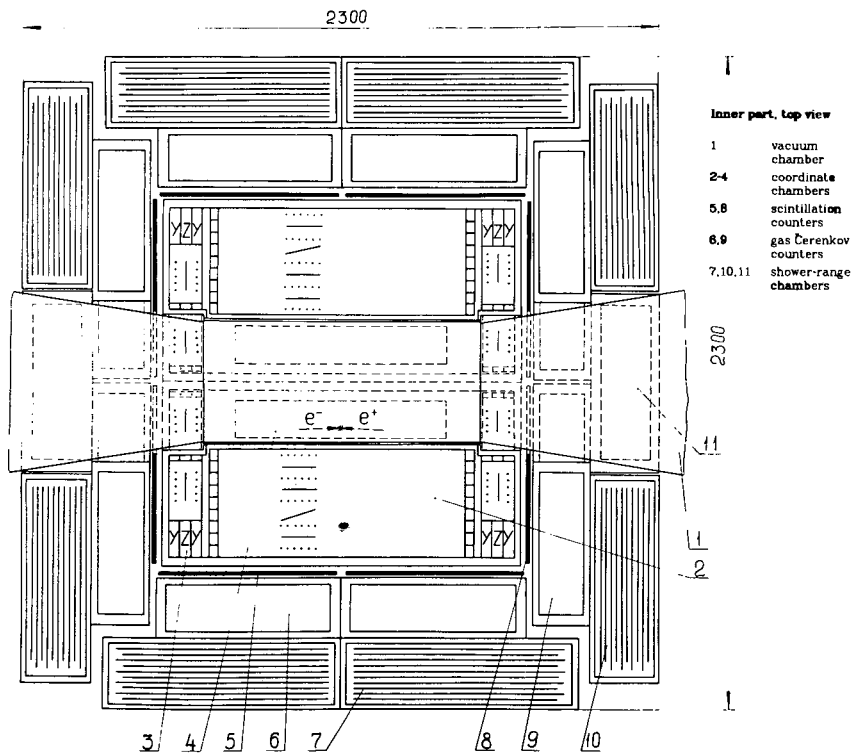 2300
Inner part, top view
1 vacuum
chamber
2-4 coordinate
chambers
5,8 scintillation
counters
6,9 gas Čerenkov
counters
7,10,11 shower-range
chambers
YZY
YZY
2300
e⁻ e⁺
11
YZY
YZY
1
2
3 4 5 6 7 8 9 10